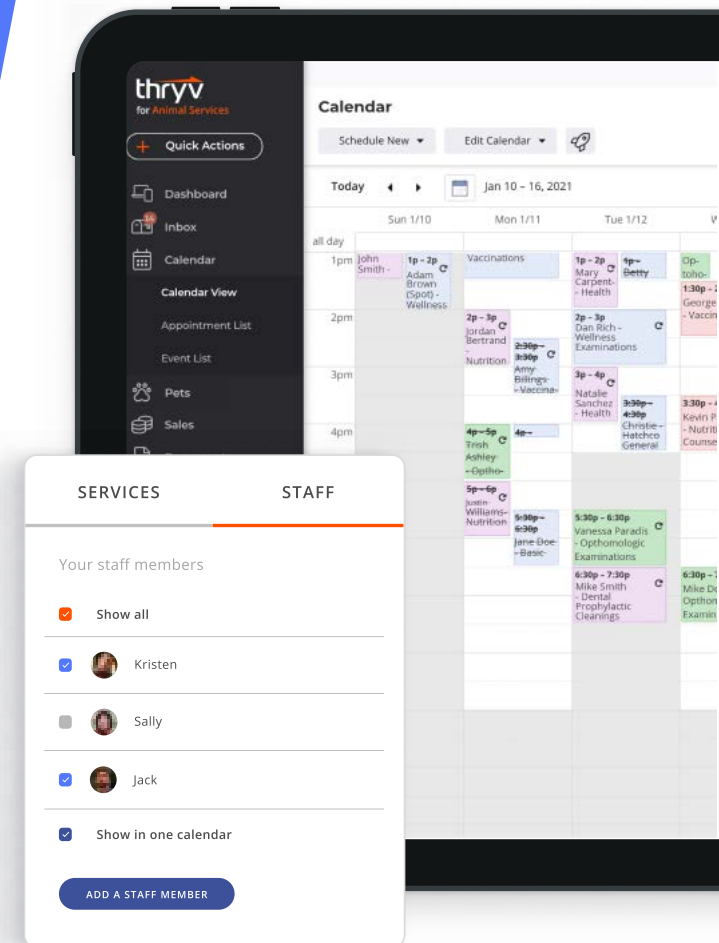 thryv
for Animal Services
Quick Actions
Dashboard
14
Inbox
Calendar
Calendar View
Appointment List
Event List
Pets
Sales
Calendar
Schedule New
Edit Calendar
Today
Jan 10 – 16, 2021
Sun 1/10
Mon 1/11
Tue 1/12
W
all day
1pm
2pm
3pm
4pm
John
Smith -
1p – 2p
Adam
Brown
(Spot) -
Wellness
Vaccinations
2p – 3p
Jordan
Bertrand
-
Nutrition
2:30p –
3:30p
Amy
Billings
- Vaccina-
4p – 5p
Trish
Ashley
- Optho-
4p –
5p – 6p
Justin
Williams-
Nutrition
5:30p –
6:30p
Jane Doe
- Basic
1p – 2p
Mary
Carpent-
- Health
1p –
Betty
2p – 3p
Dan Rich -
Wellness
Examinations
3p – 4p
Natalie
Sanchez
- Health
3:30p –
4:30p
Christie -
Hatchco
General
5:30p – 6:30p
Vanessa Paradis
- Opthomologic
Examinations
6:30p – 7:30p
Mike Smith
- Dental
Prophylactic
Cleanings
Op-
toho-
1:30p – 2
George
- Vaccin
3:30p – 4
Kevin P
- Nutriti
Counse
6:30p – 7
Mike De
Opthon
Examin
SERVICES
STAFF
Your staff members
Show all
Kristen
Sally
Jack
Show in one calendar
ADD A STAFF MEMBER